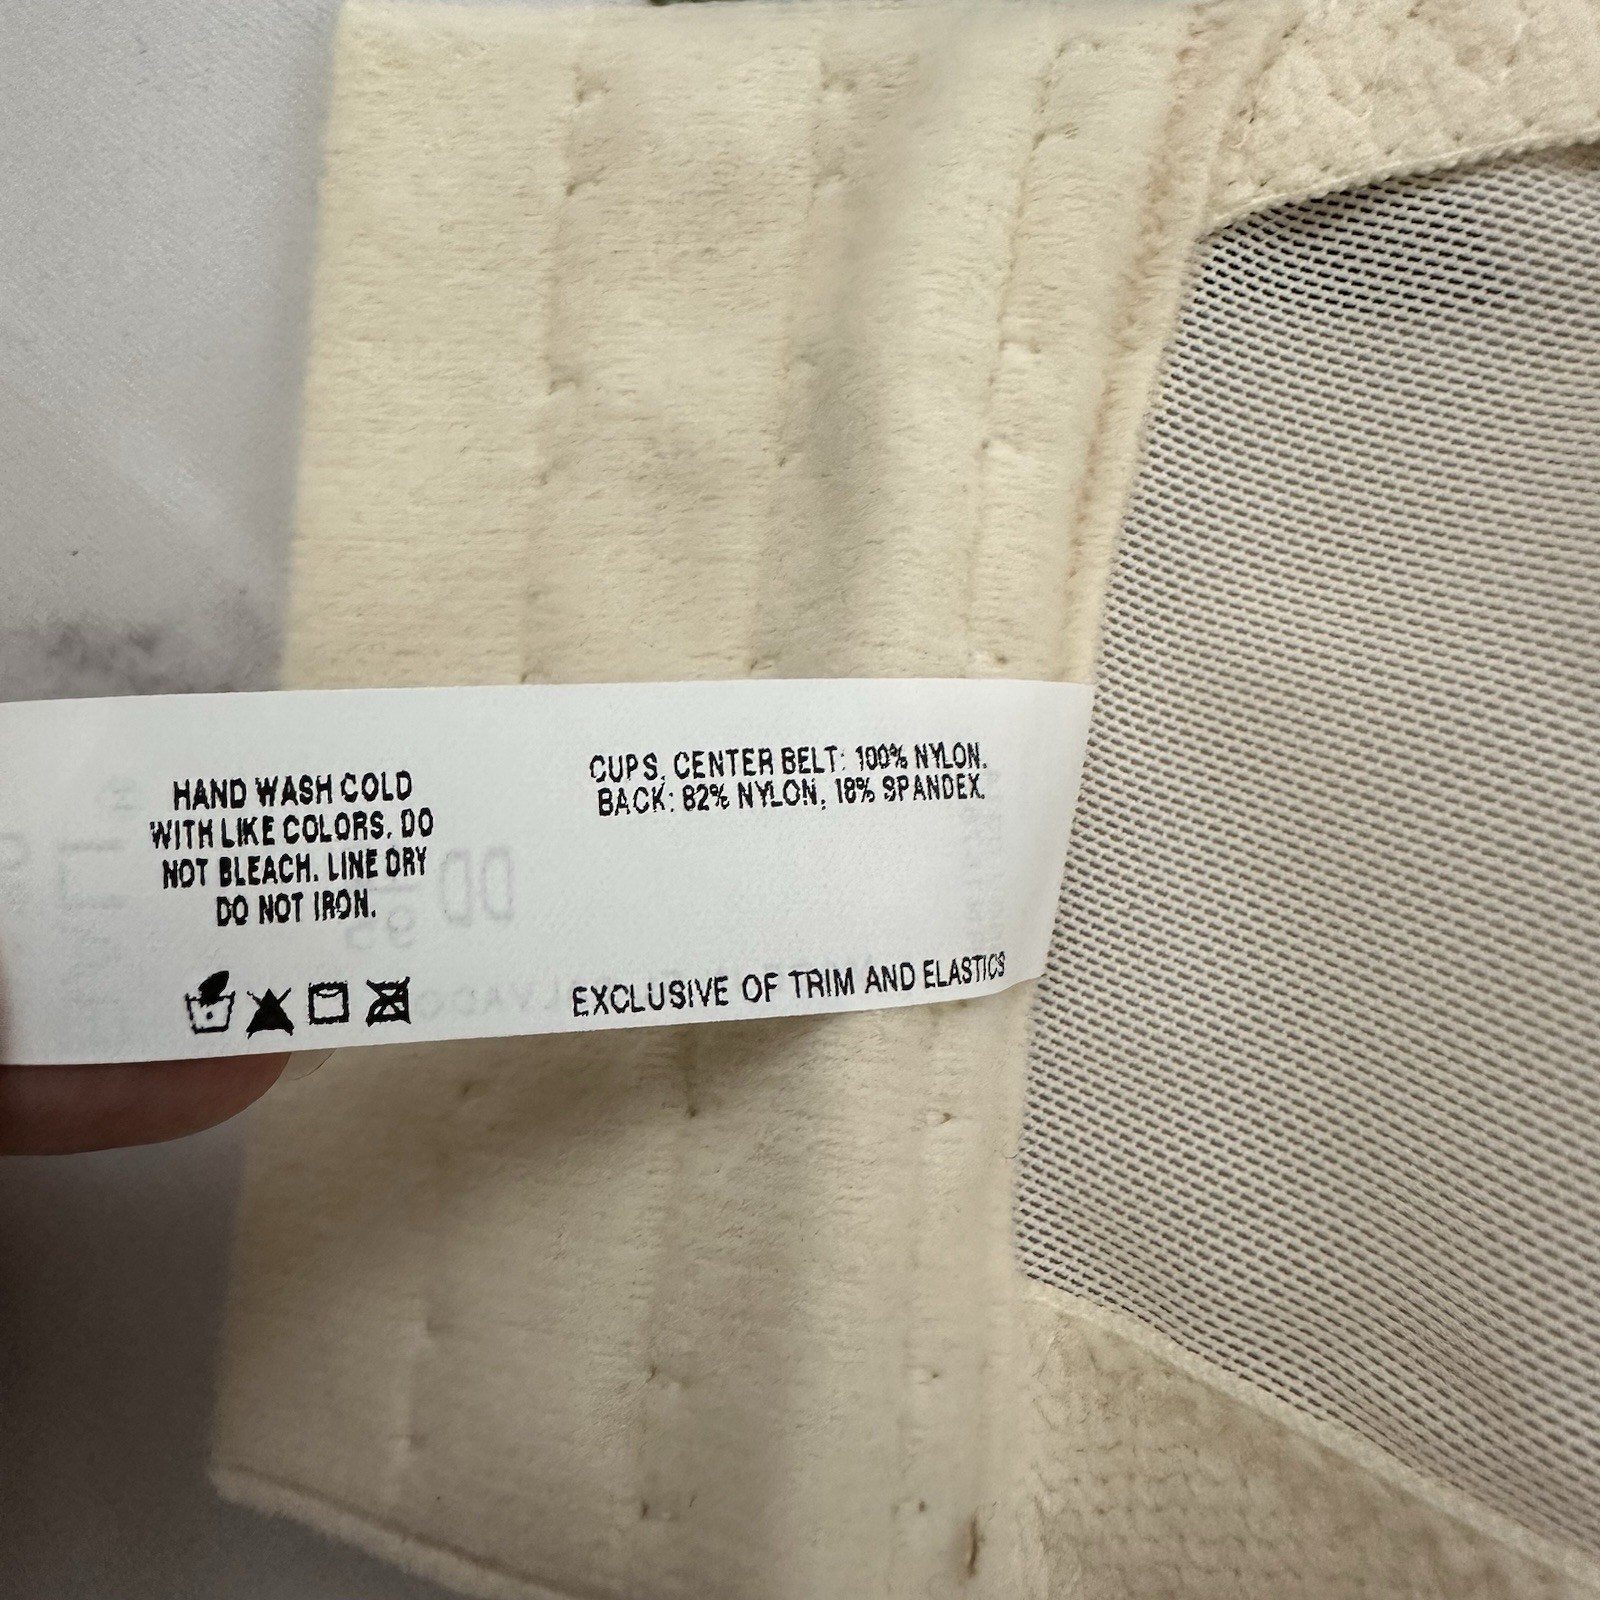 HAND WASH COLD
WITH LIKE COLORS. DO
NOT BLEACH. LINE DRY
DO NOT IRON.
CUPS, CENTER BELT: 100% NYLON.
BACK: 82% NYLON, 18% SPANDEX.
EXCLUSIVE OF TRIM AND ELASTICS
DD